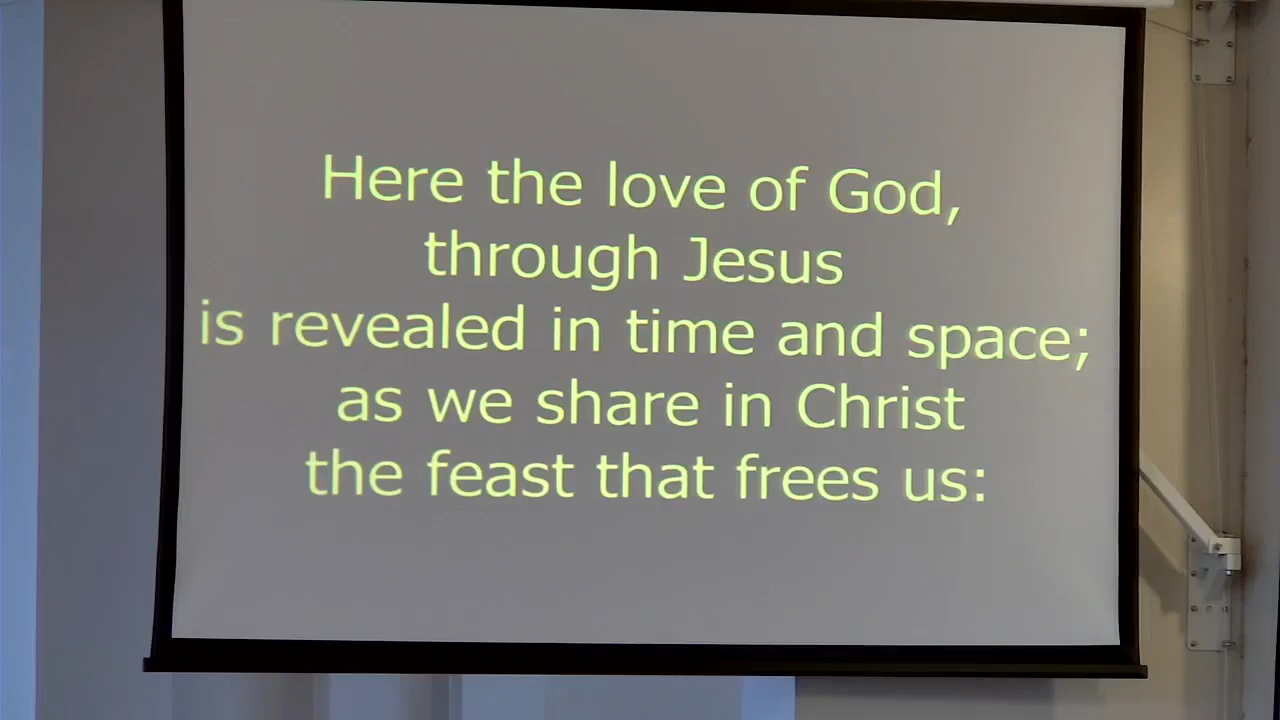 Here the love of God,
through Jesus
is revealed in time and space;
as we share in Christ
the feast that frees us: